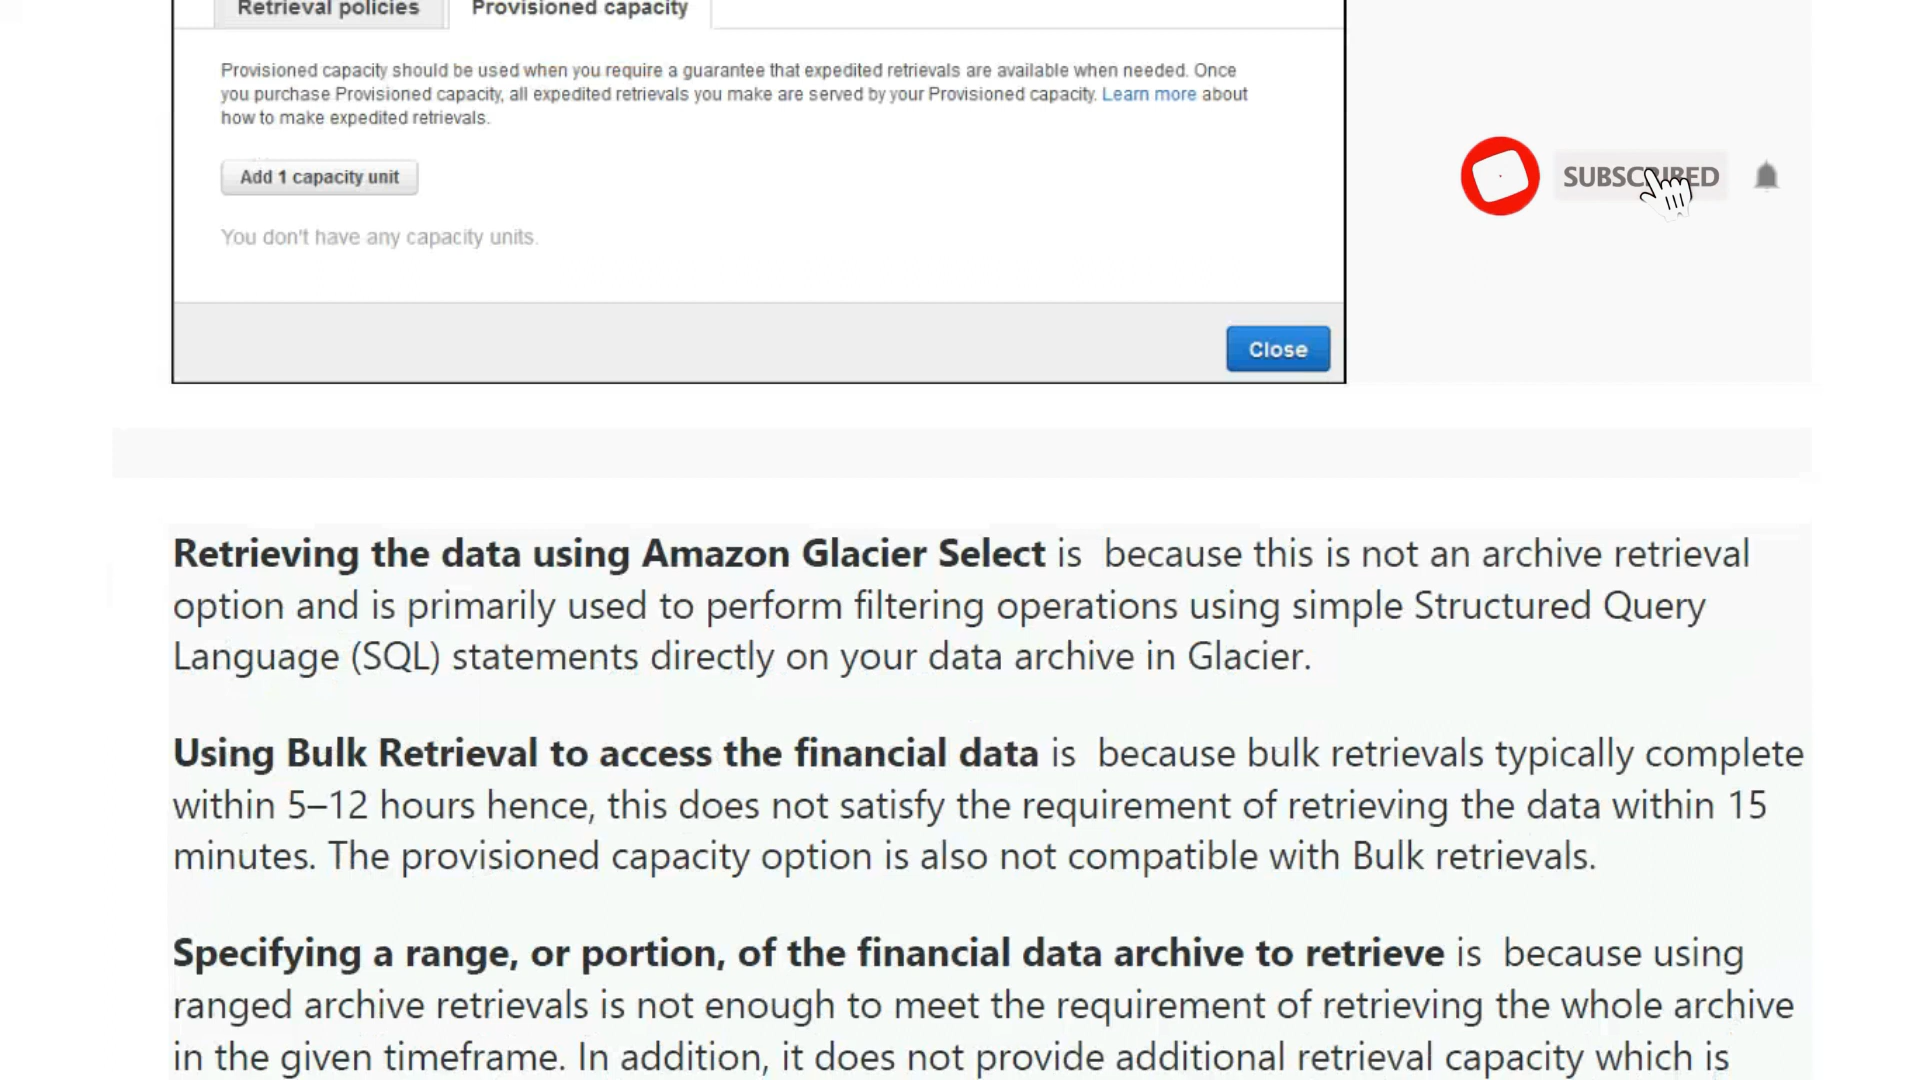 Retrieval policies Provisioned capacity
Provisioned capacity should be used when you require a guarantee that expedited retrievals are available when needed. Once
you purchase Provisioned capacity, all expedited retrievals you make are served by your Provisioned capacity. Learn more about
how to make expedited retrievals.
Add 1 capacity unit
SUBSCRIBED
You don't have any capacity units.
Close
Retrieving the data using Amazon Glacier Select is because this is not an archive retrieval
option and is primarily used to perform filtering operations using simple Structured Query
Language (SQL) statements directly on your data archive in Glacier.
Using Bulk Retrieval to access the financial data is because bulk retrievals typically complete
within 5–12 hours hence, this does not satisfy the requirement of retrieving the data within 15
minutes. The provisioned capacity option is also not compatible with Bulk retrievals.
Specifying a range, or portion, of the financial data archive to retrieve is because using
ranged archive retrievals is not enough to meet the requirement of retrieving the whole archive
in the given timeframe. In addition, it does not provide additional retrieval capacity which is